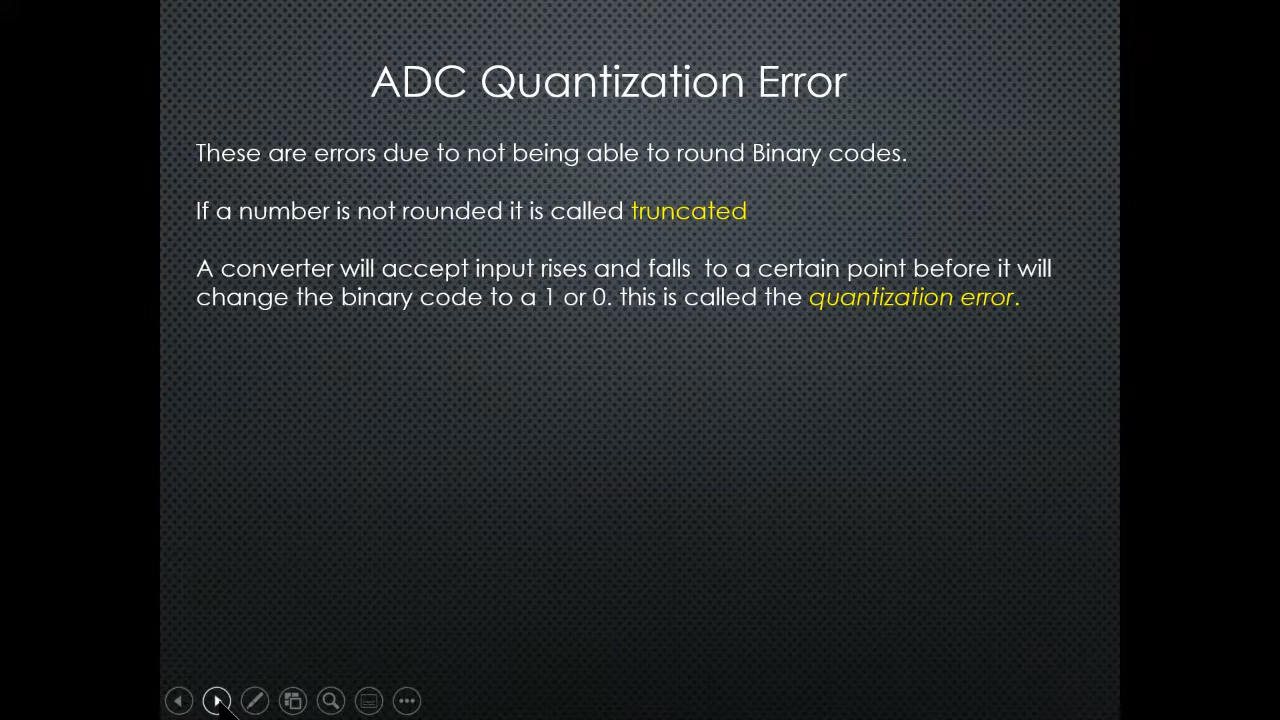 ADC Quantization Error
These are errors due to not being able to round Binary codes.
If a number is not rounded it is called truncated
A converter will accept input rises and falls  to a certain point before it will
change the binary code to a 1 or 0. this is called the quantization error.